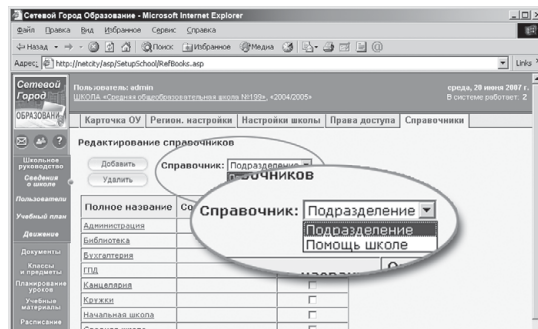 Сетевой Город Образование - Microsoft Internet Explorer
Файл Правка Вид Избранное Сервис Справка
Назад Поиск Избранное Медиа
Адрес: http://netcity/asp/SetupSchool/RefBooks.asp Links
Сетевой Город ОБРАЗОВАНИЕ
Пользователь: admin
среда, 20 июня 2007 г.
ШКОЛА «Средняя общеобразовательная школа №199», <2004/2005>
В системе работает: 2
Карточка ОУ Регион. настройки Настройки школы Права доступа Справочники
Редактирование справочников
Добавить
Удалить
Справочник: Подразделение
Школьное руководство
Сведения о школе
Пользователи
Учебный план
Движение
Документы
Классы и предметы
Планирование уроков
Учебные материалы
Расписание
Полное название
Администрация
Библиотека
Бухгалтерия
ГПД
Канцелярия
Кружки
Начальная школа
Средняя школа
Справочник: Подразделение
Подразделение
Помощь школе